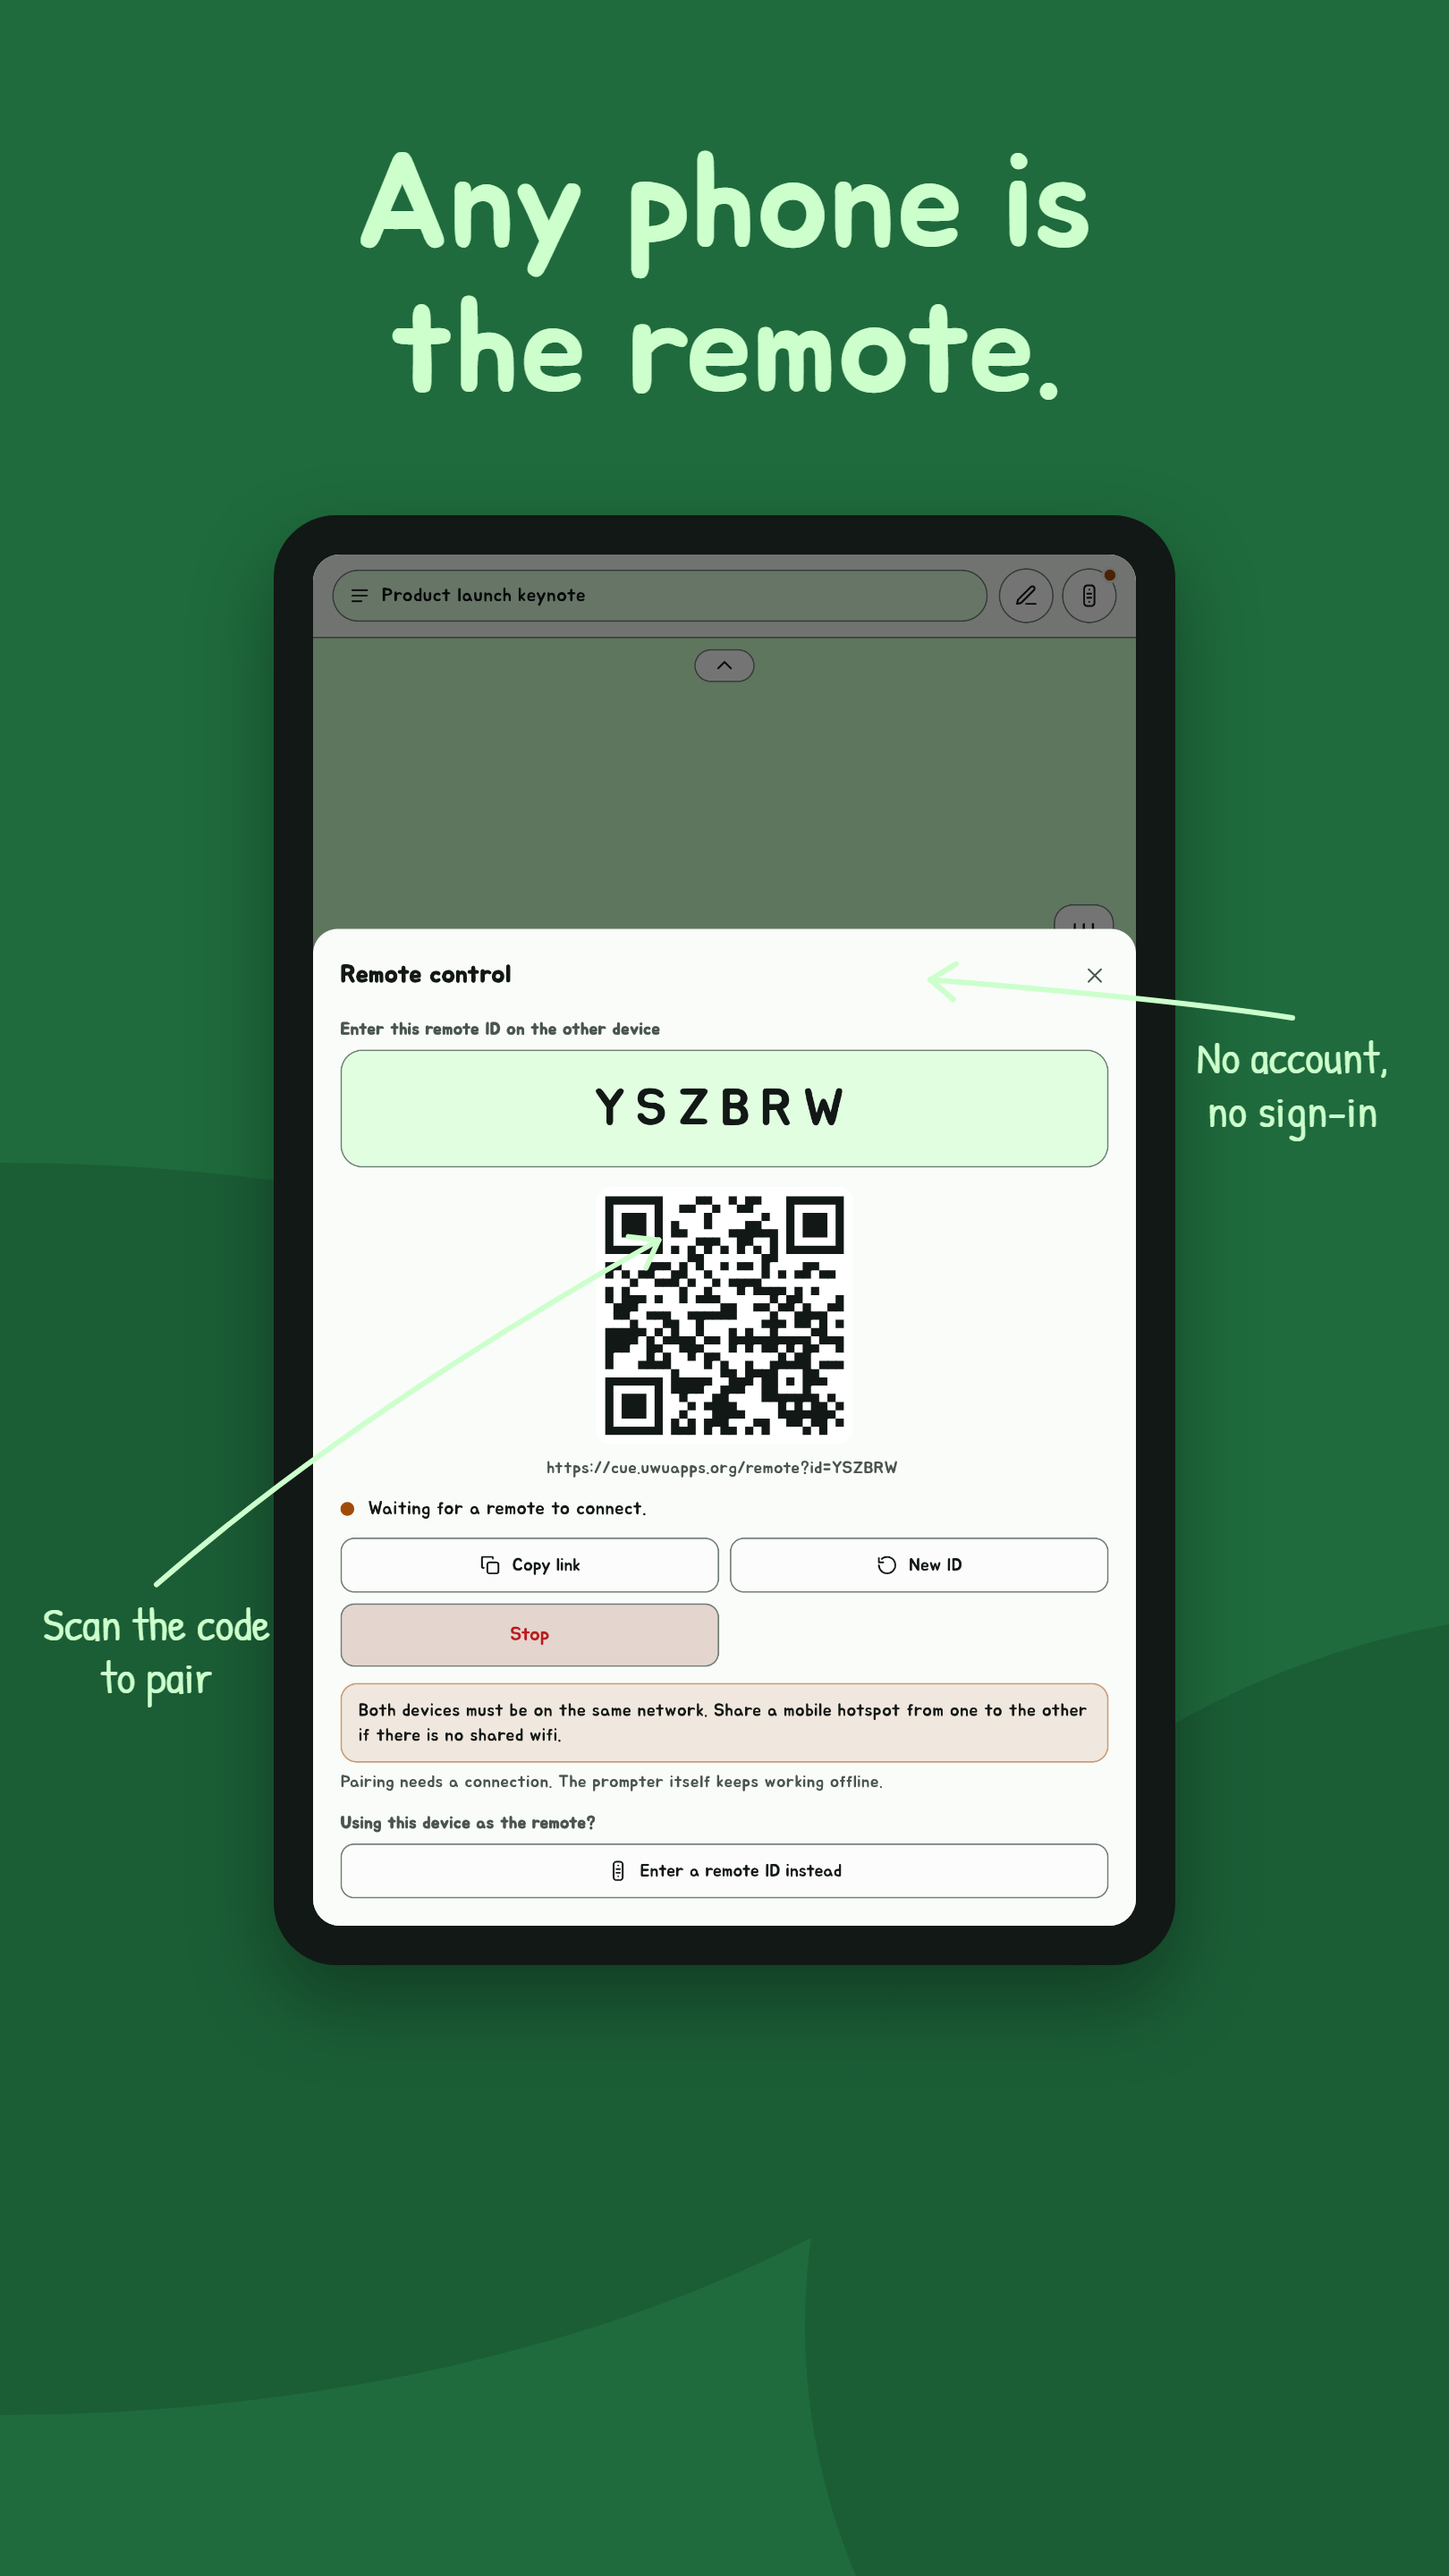 Any phone is
the remote.
Product launch keynote
Remote control
Enter this remote ID on the other device
YSZBRW
No account,
no sign-in
https://cue.uwuapps.org/remote?id=YSZBRW
Waiting for a remote to connect.
Copy link
New ID
Scan the code
to pair
Stop
Both devices must be on the same network. Share a mobile hotspot from one to the other
if there is no shared wifi.
Pairing needs a connection. The prompter itself keeps working offline.
Using this device as the remote?
Enter a remote ID instead